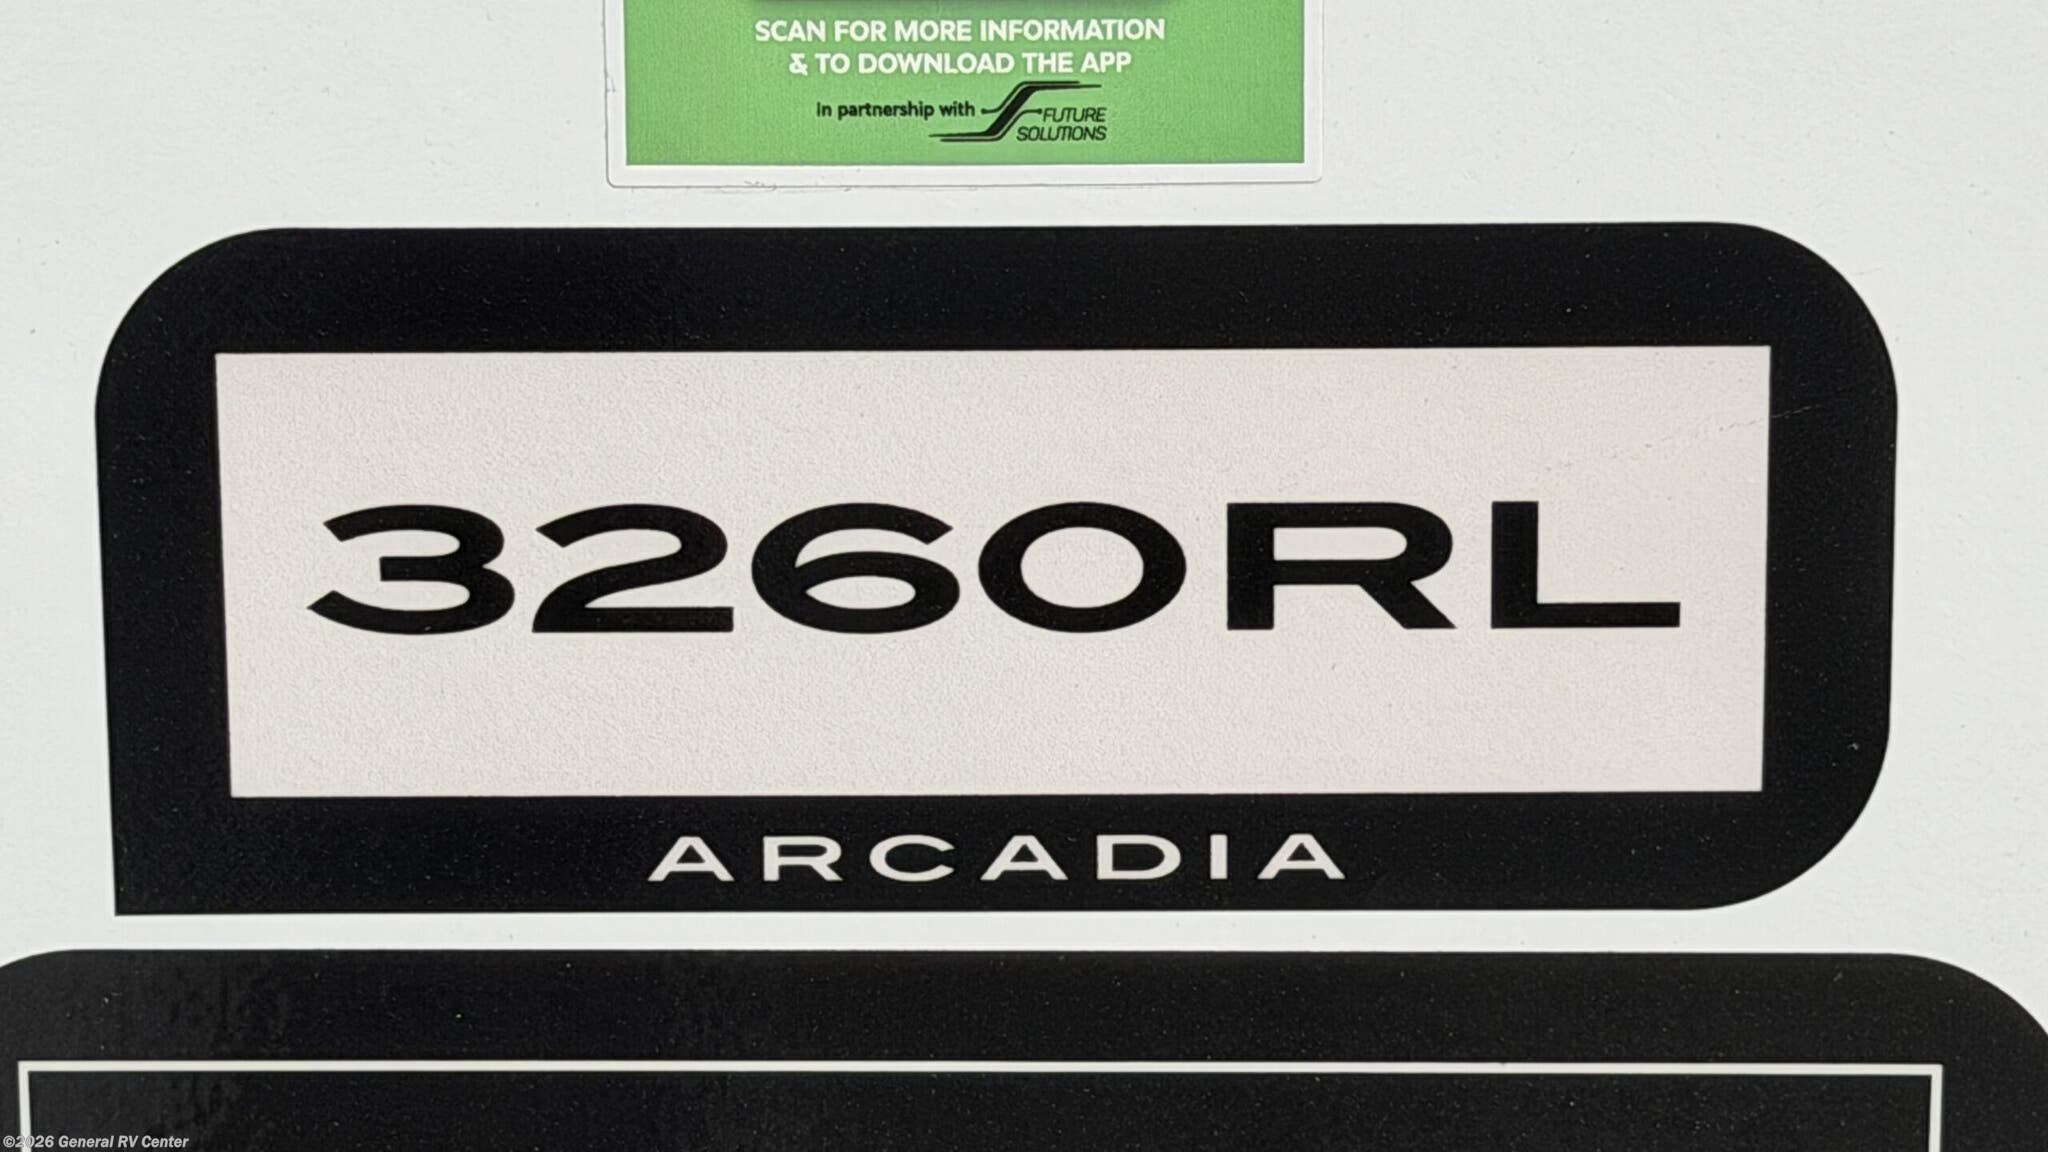 SCAN FOR MORE INFORMATION
& TO DOWNLOAD THE APP
In partnership with FUTURE
SOLUTIONS
3260RL
ARCADIA
©2026 General RV Center